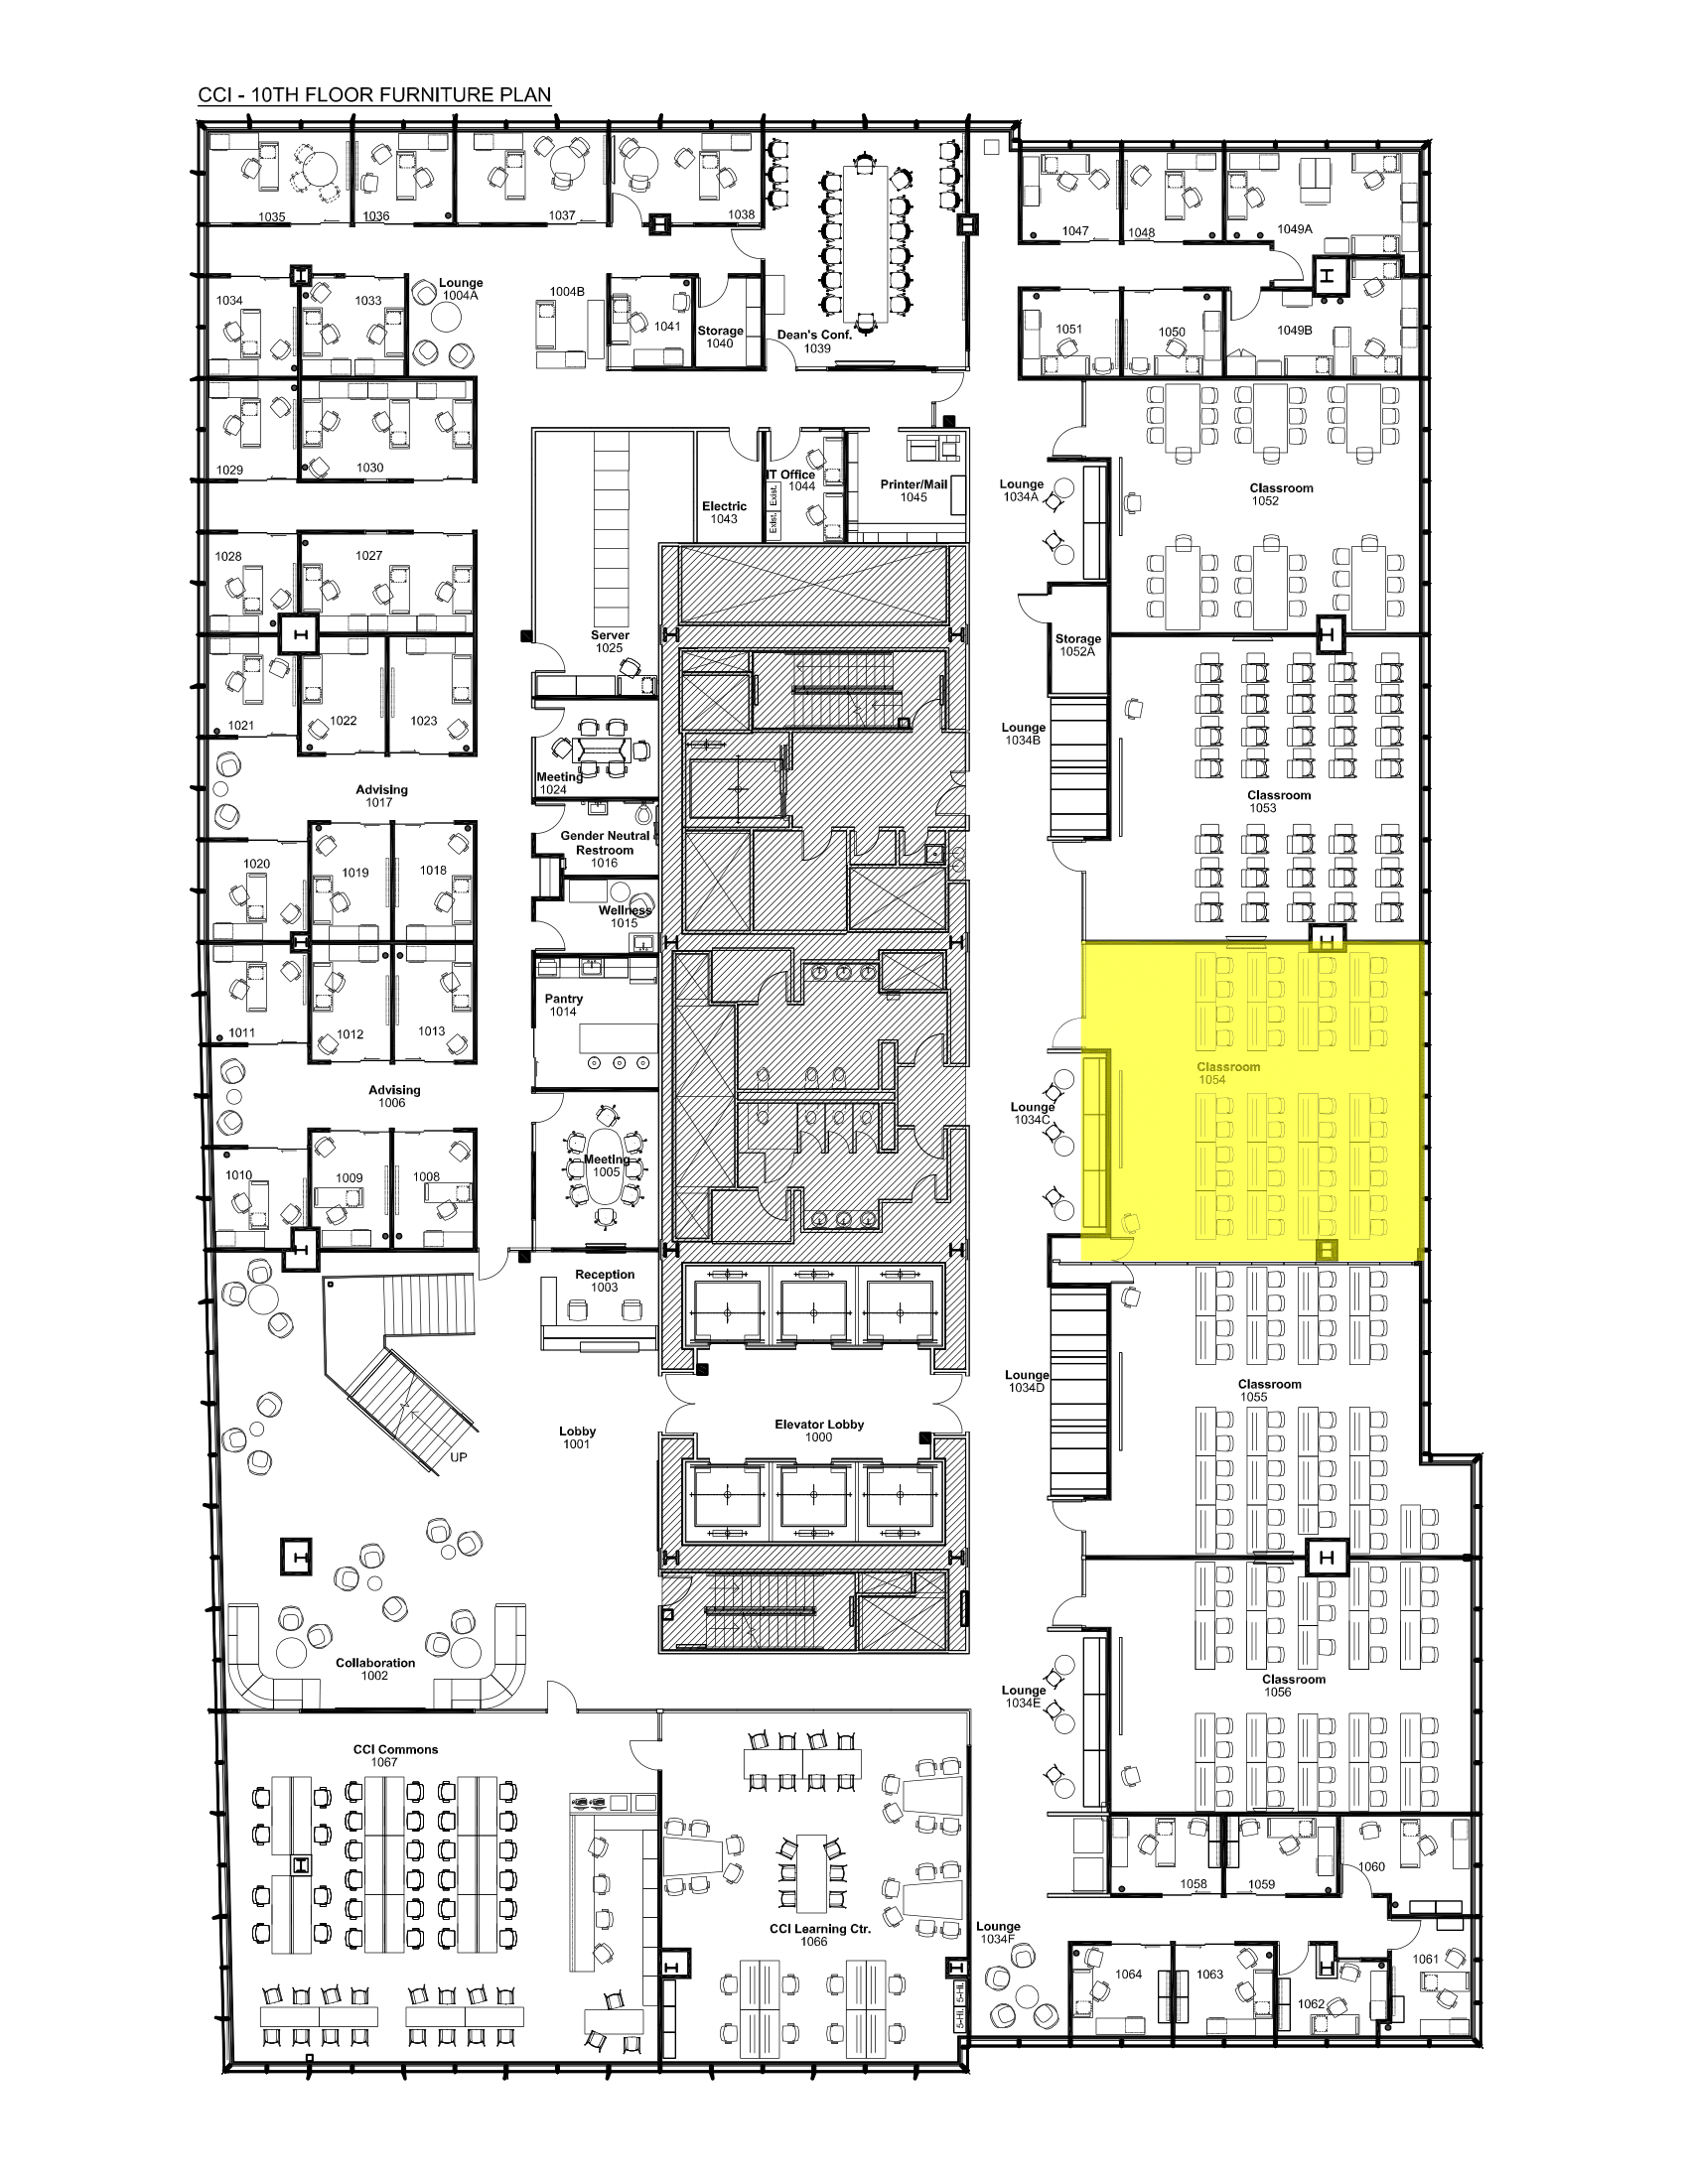 CCI - 10TH FLOOR FURNITURE PLAN
1035
1036
1037
1038
1047
1048
1049A
Lounge
1004A
1004B
1034
1033
1041
Storage
1040
Dean's Conf.
1039
1051
1050
1049B
1029
1030
IT Office
1044
Exist.
Exist.
Printer/Mail
1045
Electric
1043
Lounge
1034A
Classroom
1052
1028
1027
Server
1025
Storage
1052A
1021
1022
1023
Lounge
1034B
Meeting
1024
Advising
1017
Classroom
1053
Gender Neutral
Restroom
1016
1020
1019
1018
Wellness
1015
Pantry
1014
1011
1012
1013
Classroom
1054
Advising
1006
Lounge
1034C
Meeting
1005
1010
1009
1008
Reception
1003
Lounge
1034D
Classroom
1055
Elevator Lobby
1000
Lobby
1001
UP
Collaboration
1002
Lounge
1034E
Classroom
1056
CCI Commons
1067
1058
1059
1060
CCI Learning Ctr.
1066
Lounge
1034F
1064
1063
1062
1061
5-Hi.
5-Hi.